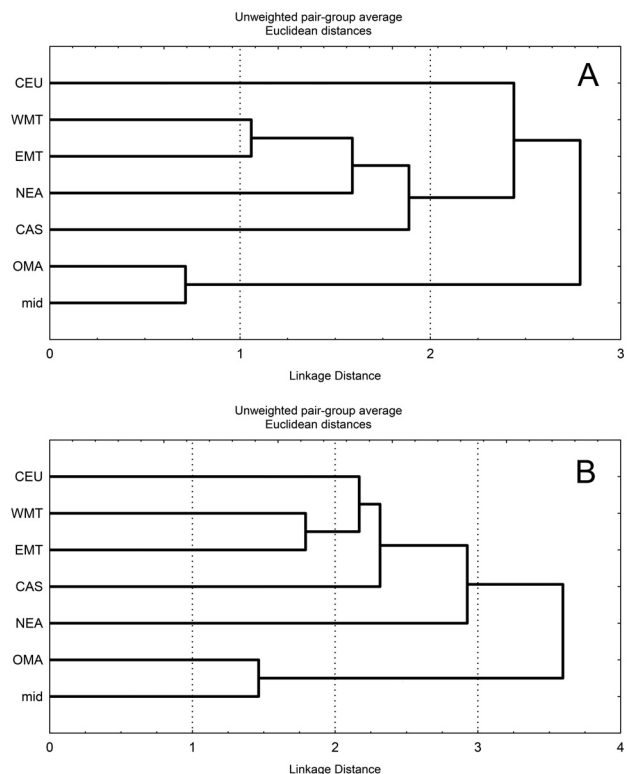 Unweighted pair-group average
Euclidean distances
A
CEU
WMT
EMT
NEA
CAS
OMA
mid
0 1 2 3
Linkage Distance
Unweighted pair-group average
Euclidean distances
B
CEU
WMT
EMT
CAS
NEA
OMA
mid
0 1 2 3 4
Linkage Distance